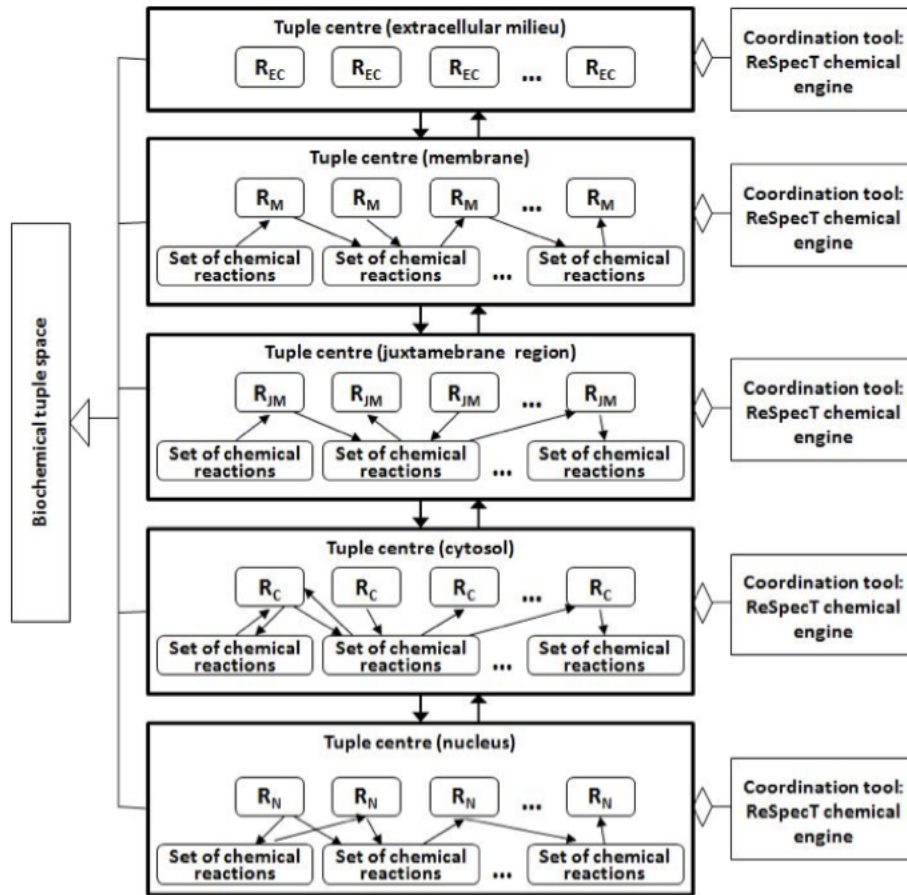 Biochemical tuple space
Tuple centre (extracellular milieu)
R_EC R_EC R_EC ... R_EC
Coordination tool:
ReSpecT chemical
engine
Tuple centre (membrane)
R_M R_M R_M ... R_M
Set of chemical
reactions
Set of chemical
reactions
...
Set of chemical
reactions
Coordination tool:
ReSpecT chemical
engine
Tuple centre (juxtamebrane region)
R_JM R_JM R_JM ... R_JM
Set of chemical
reactions
Set of chemical
reactions
...
Set of chemical
reactions
Coordination tool:
ReSpecT chemical
engine
Tuple centre (cytosol)
R_C R_C R_C ... R_C
Set of chemical
reactions
Set of chemical
reactions
...
Set of chemical
reactions
Coordination tool:
ReSpecT chemical
engine
Tuple centre (nucleus)
R_N R_N R_N ... R_N
Set of chemical
reactions
Set of chemical
reactions
...
Set of chemical
reactions
Coordination tool:
ReSpecT chemical
engine